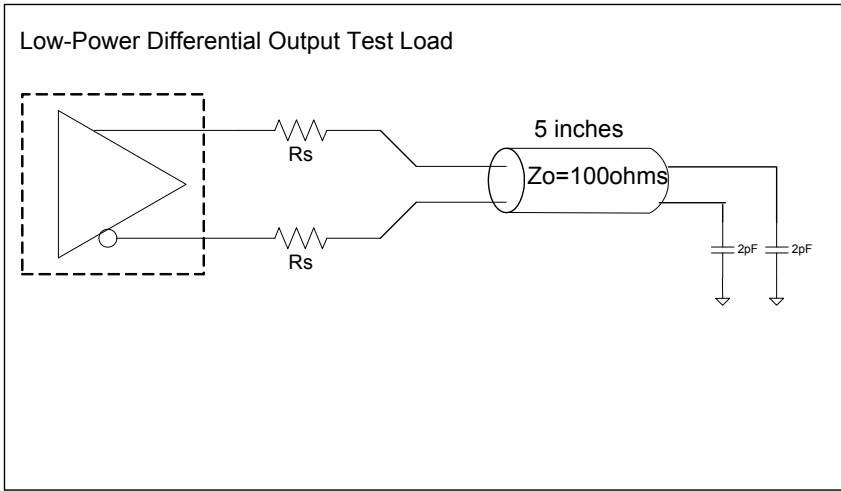 Low-Power Differential Output Test Load
Rs
5 inches
Zo=100ohms
Rs
2pF 2pF